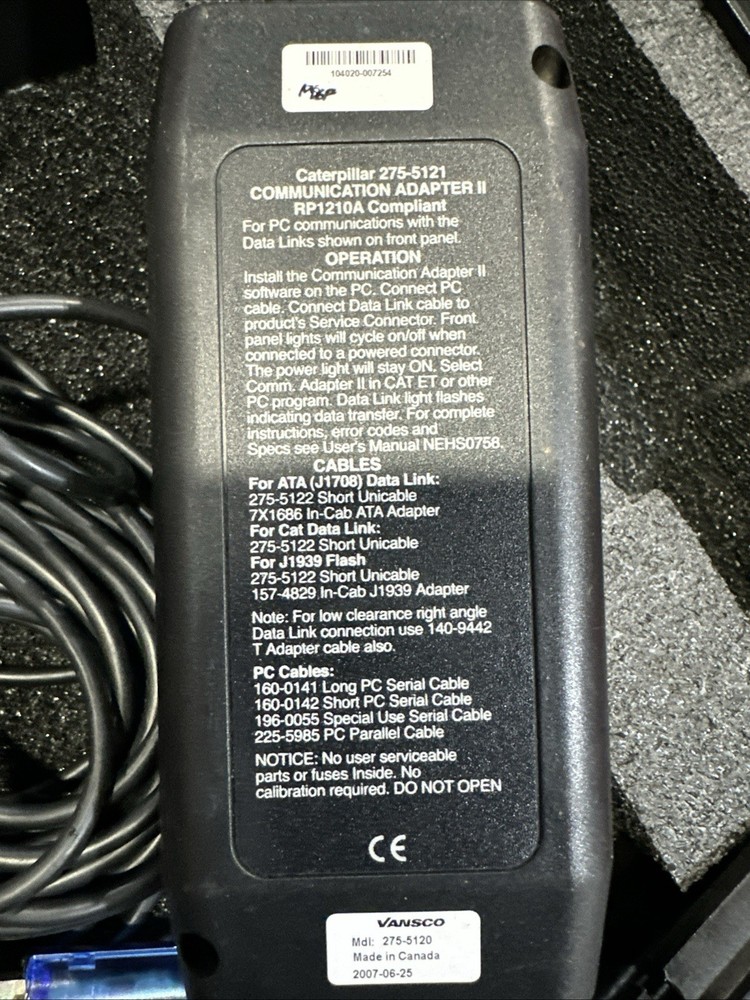 104020-007254
Caterpillar 275-5121
COMMUNICATION ADAPTER II
RP1210A Compliant
For PC communications with the
Data Links shown on front panel.
OPERATION
Install the Communication Adapter II
software on the PC. Connect PC
cable. Connect Data Link cable to
product's Service Connector. Front
panel lights will cycle on/off when
connected to a powered connector.
The power light will stay ON. Select
Comm. Adapter II in CAT ET or other
PC program. Data Link light flashes
indicating data transfer. For complete
instructions, error codes and
Specs see User's Manual NEHS0758.
CABLES
For ATA (J1708) Data Link:
275-5122 Short Unicable
7X1686 In-Cab ATA Adapter
For Cat Data Link:
275-5122 Short Unicable
For J1939 Flash
275-5122 Short Unicable
157-4829 In-Cab J1939 Adapter
Note: For low clearance right angle
Data Link connection use 140-9442
T Adapter cable also.
PC Cables:
160-0141 Long PC Serial Cable
160-0142 Short PC Serial Cable
196-0055 Special Use Serial Cable
225-5985 PC Parallel Cable
NOTICE: No user serviceable
parts or fuses Inside. No
calibration required. DO NOT OPEN
CE
VANSCO
Mdl: 275-5120
Made in Canada
2007-06-25